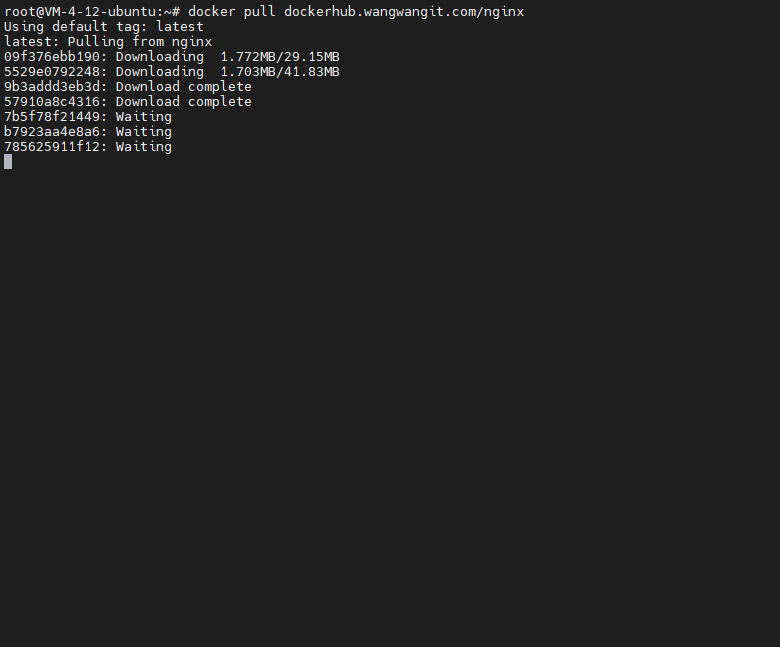 root@VM-4-12-ubuntu:~# docker pull dockerhub.wangwangit.com/nginx
Using default tag: latest
latest: Pulling from nginx
09f376ebb190: Downloading  1.772MB/29.15MB
5529e0792248: Downloading  1.703MB/41.83MB
9b3addd3eb3d: Download complete
57910a8c4316: Download complete
7b5f78f21449: Waiting
b7923aa4e8a6: Waiting
785625911f12: Waiting